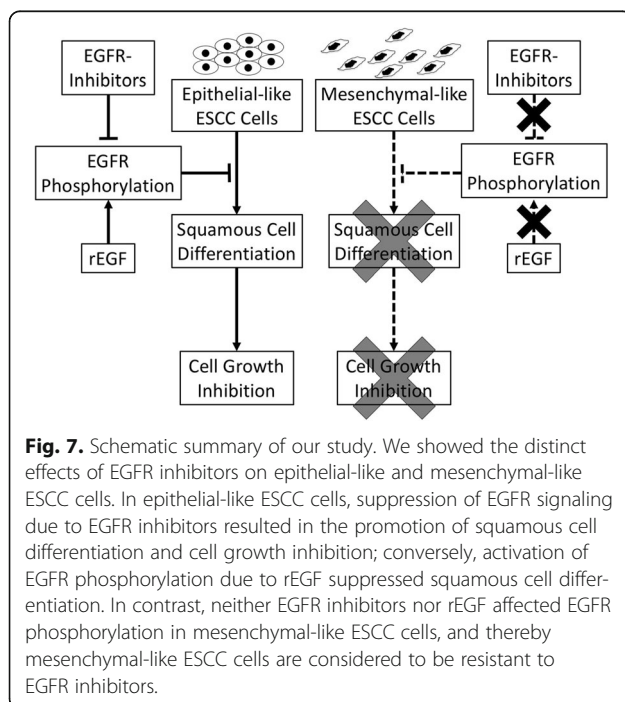 EGFR-
Inhibitors
Epithelial-like
ESCC Cells
Mesenchymal-like
ESCC Cells
EGFR-
Inhibitors
EGFR
Phosphorylation
EGFR
Phosphorylation
rEGF
Squamous Cell
Differentiation
Squamous Cell
Differentiation
rEGF
Cell Growth
Inhibition
Cell Growth
Inhibition
Fig. 7. Schematic summary of our study. We showed the distinct
effects of EGFR inhibitors on epithelial-like and mesenchymal-like
ESCC cells. In epithelial-like ESCC cells, suppression of EGFR signaling
due to EGFR inhibitors resulted in the promotion of squamous cell
differentiation and cell growth inhibition; conversely, activation of
EGFR phosphorylation due to rEGF suppressed squamous cell differ-
entiation. In contrast, neither EGFR inhibitors nor rEGF affected EGFR
phosphorylation in mesenchymal-like ESCC cells, and thereby
mesenchymal-like ESCC cells are considered to be resistant to
EGFR inhibitors.